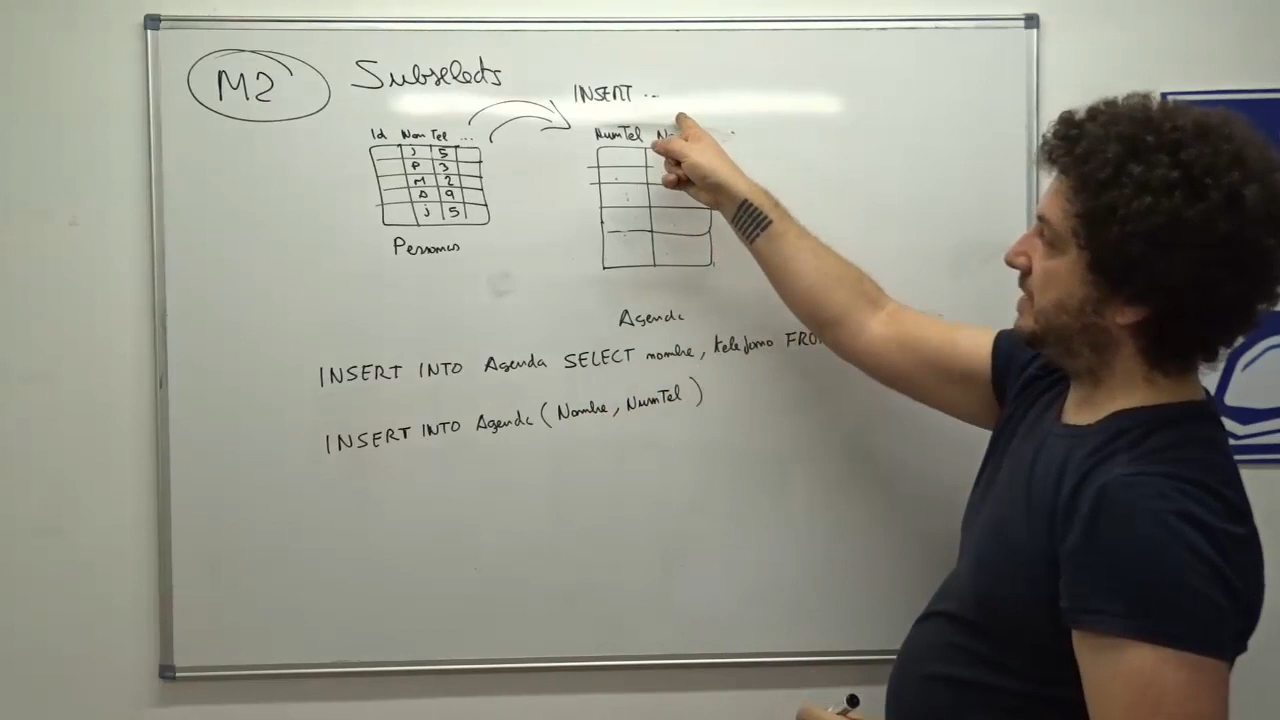 M2
Subselects
INSERT ...
Id Nom Tel ...
J 5
P 3
M 2
A 9
J 5
Personas
NumTel
Agenda
INSERT INTO Agenda SELECT nombre, telefono
INSERT INTO Agenda (Nombre, NumTel)